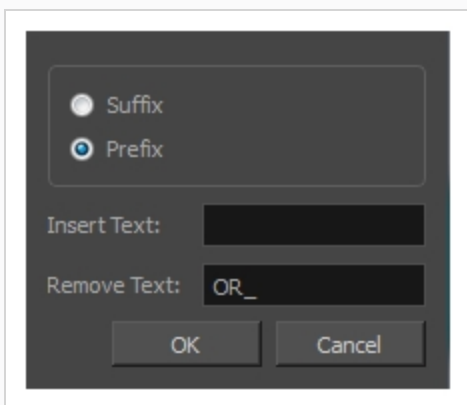 Suffix
Prefix
Insert Text:
Remove Text: OR_
OK Cancel